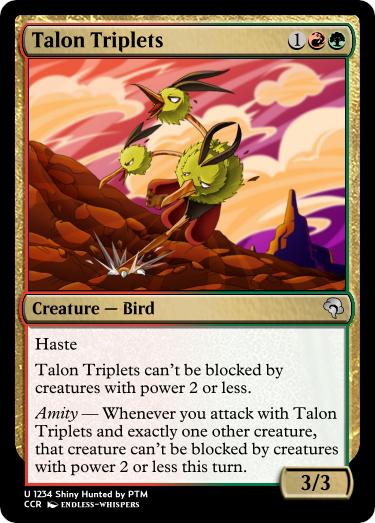 Talon Triplets 1
Creature — Bird
Haste
Talon Triplets can't be blocked by
creatures with power 2 or less.
Amity — Whenever you attack with Talon
Triplets and exactly one other creature,
that creature can't be blocked by creatures
with power 2 or less this turn.
3/3
U 1234 Shiny Hunted by PTM
CCR ENDLESS-WHISPERS